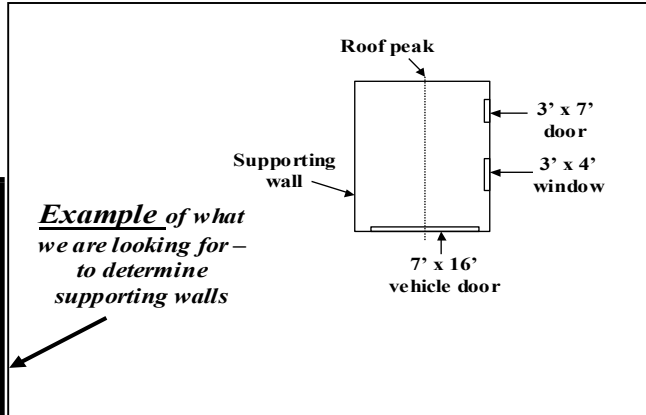 Roof peak
3’ x 7’
door
Supporting
wall
3’ x 4’
window
Example of what
we are looking for –
to determine
supporting walls
7’ x 16’
vehicle door